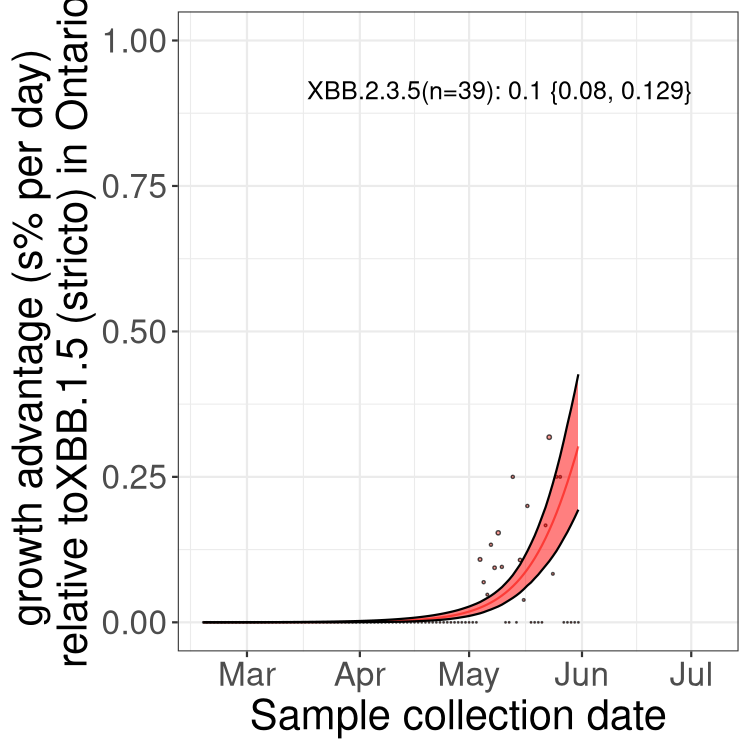 growth advantage (s% per day)
relative toXBB.1.5 (stricto) in Ontario
1.00
0.75
0.50
0.25
0.00
XBB.2.3.5(n=39): 0.1 {0.08, 0.129}
Mar Apr May Jun Jul
Sample collection date